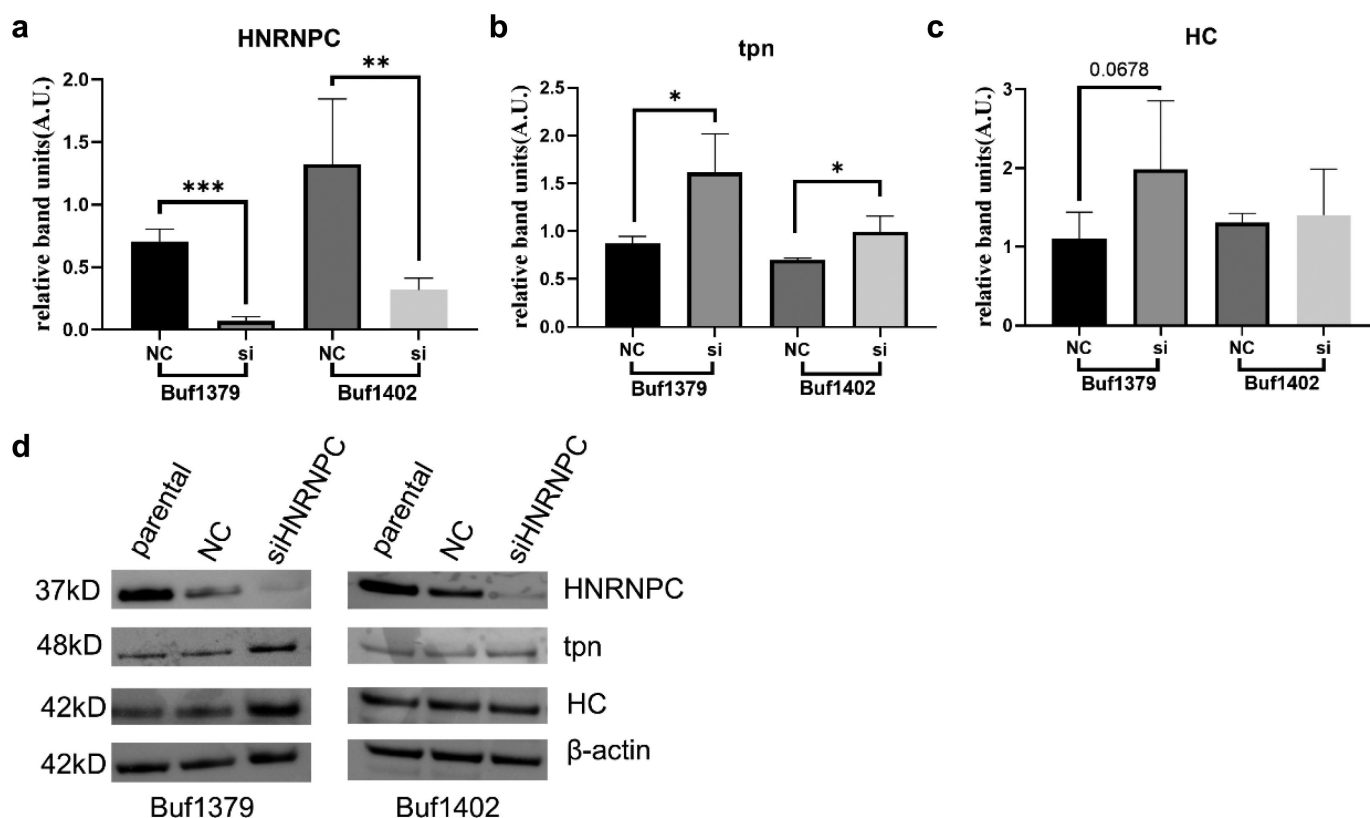 a
HNRNPC
relative band units(A.U.)
2.0
1.5
1.0
0.5
0.0
***
**
NC
si
NC
si
Buf1379
Buf1402
b
tpn
relative band units(A.U.)
2.5
2.0
1.5
1.0
0.5
0.0
*
*
NC
si
NC
si
Buf1379
Buf1402
c
HC
relative band units(A.U.)
3
2
1
0
0.0678
NC
si
NC
si
Buf1379
Buf1402
d
parental
NC
siHNRNPC
parental
NC
siHNRNPC
37kD
HNRNPC
48kD
tpn
42kD
HC
42kD
β-actin
Buf1379
Buf1402